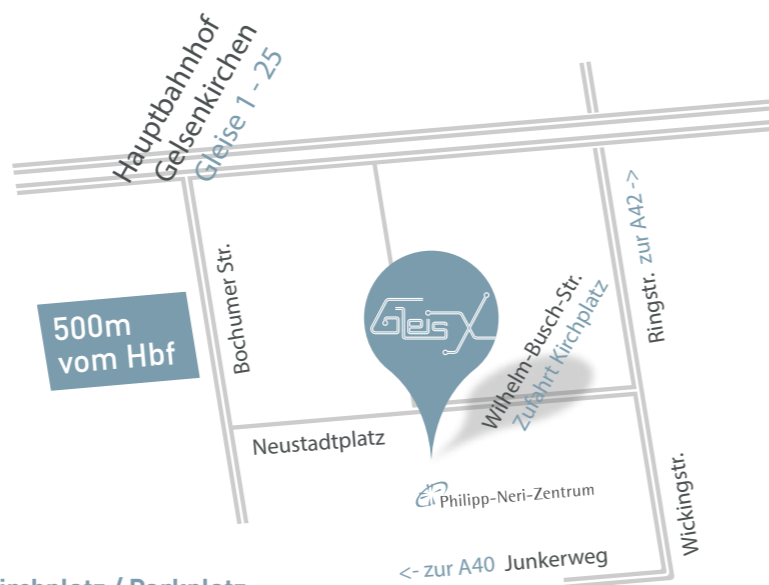 Hauptbahnhof
Gelsenkirchen
Gleise 1 - 25
Ringstr. zur A42 ->
Bochumer Str.
500m
vom Hbf
GleisX
Wilhelm-Busch-Str.
Zufahrt Kirchplatz
Neustadtplatz
Philipp-Neri-Zentrum
Wickingstr.
<- zur A40 Junkerweg